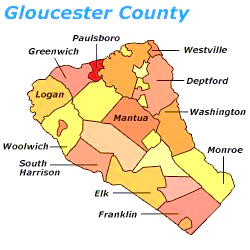 Gloucester County
Paulsboro
Greenwich
Westville
Deptford
Logan
Mantua
Washington
Woolwich
Monroe
South
Harrison
Elk
Franklin